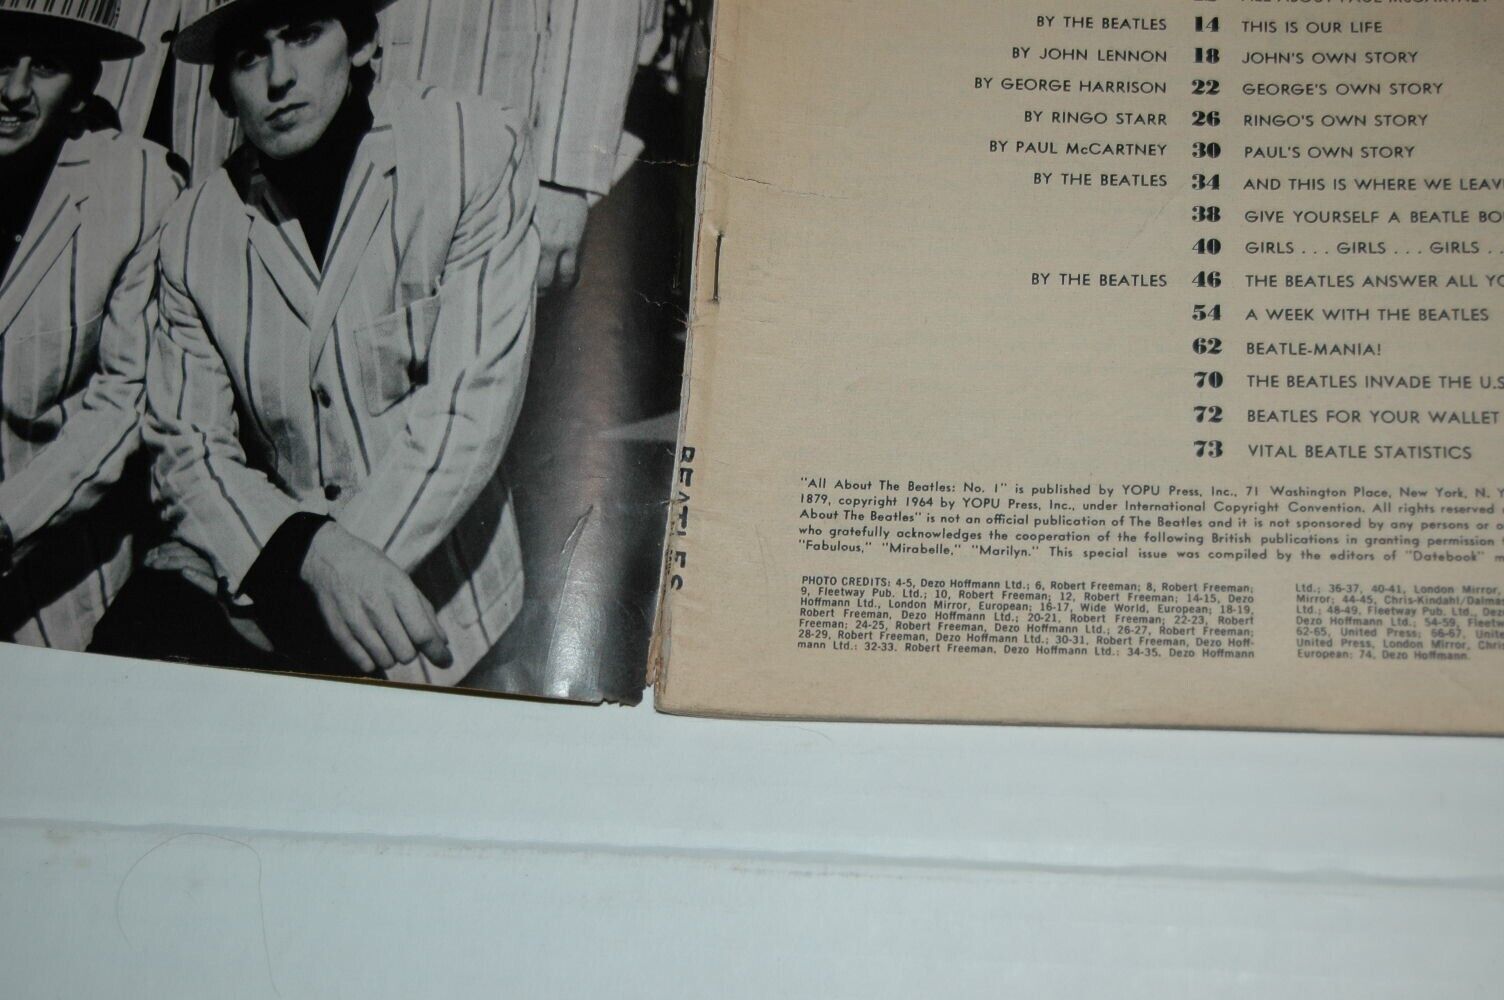 ALL ABOUT PAUL McCARTNEY
BY THE BEATLES 14 THIS IS OUR LIFE
BY JOHN LENNON 18 JOHN'S OWN STORY
BY GEORGE HARRISON 22 GEORGE'S OWN STORY
BY RINGO STARR 26 RINGO'S OWN STORY
BY PAUL McCARTNEY 30 PAUL'S OWN STORY
BY THE BEATLES 34 AND THIS IS WHERE WE
38 GIVE YOURSELF A BEATLE
40 GIRLS . . . GIRLS . . . GIRLS . .
BY THE BEATLES 46 THE BEATLES ANSWER ALL
54 A WEEK WITH THE BEATLES
62 BEATLE-MANIA!
70 THE BEATLES INVADE THE U.S
72 BEATLES FOR YOUR WALLET
73 VITAL BEATLE STATISTICS
"All About The Beatles: No. 1" is published by YOPU Press, Inc., 71 Washington Place, New York, N. Y
1879, copyright 1964 by YOPU Press, Inc., under International Copyright Convention. All rights reserved
About The Beatles" is not an official publication of The Beatles and it is not sponsored by any persons or
who gratefully acknowledges the cooperation of the following British publications in granting permission
"Fabulous," "Mirabelle," "Marilyn." This special issue was compiled by the editors of "Datebook"
PHOTO CREDITS: 4-5, Dezo Hoffmann Ltd.; 6, Robert Freeman; 8, Robert Freeman;
9, Fleetway Pub. Ltd.; 10, Robert Freeman; 12, Robert Freeman; 14-15, Dezo
Hoffmann Ltd., London Mirror, European; 16-17, Wide World, European; 18-19,
Robert Freeman, Dezo Hoffmann Ltd.; 20-21, Robert Freeman; 22-23, Robert
Freeman; 24-25, Robert Freeman, Dezo Hoffmann Ltd.; 26-27, Robert Freeman;
28-29, Robert Freeman, Dezo Hoffmann Ltd.; 30-31, Robert Freeman, Dezo Hoff-
mann Ltd.; 32-33, Robert Freeman, Dezo Hoffmann Ltd.; 34-35, Dezo Hoffmann
Ltd.; 36-37, 40-41, London Mirror,
Mirror; 44-45, Chris-Kindahl/
Ltd.; 48-49, Fleetway Pub. Ltd.,
Dezo Hoffmann Ltd.; 54-59,
62-65, United Press; 66-67,
United Press, London Mirror,
European; 74, Dezo Hoffmann.
BEATLES